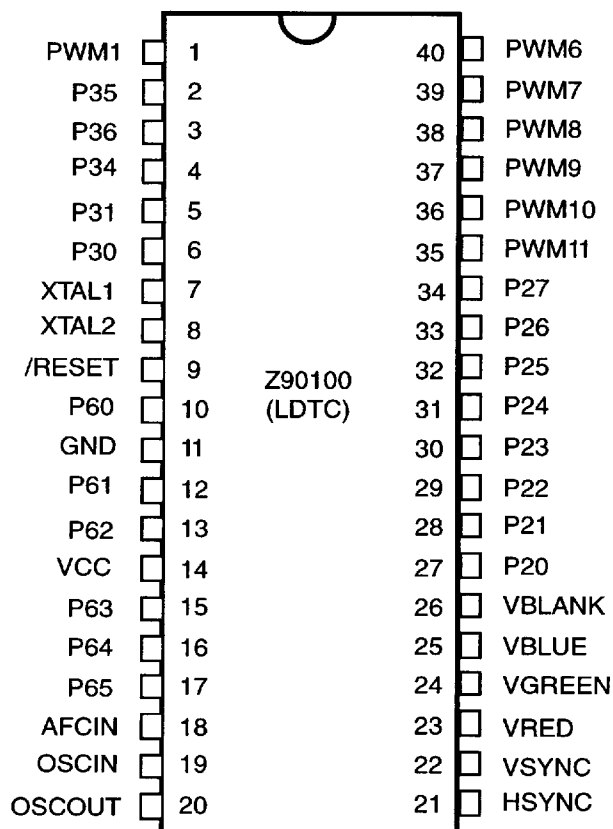 PWM1 1 40 PWM6
P35 2 39 PWM7
P36 3 38 PWM8
P34 4 37 PWM9
P31 5 36 PWM10
P30 6 35 PWM11
XTAL1 7 34 P27
XTAL2 8 33 P26
/RESET 9 32 P25
Z90100
(LDTC)
P60 10 31 P24
GND 11 30 P23
P61 12 29 P22
P62 13 28 P21
VCC 14 27 P20
P63 15 26 VBLANK
P64 16 25 VBLUE
P65 17 24 VGREEN
AFCIN 18 23 VRED
OSCIN 19 22 VSYNC
OSCOUT 20 21 HSYNC